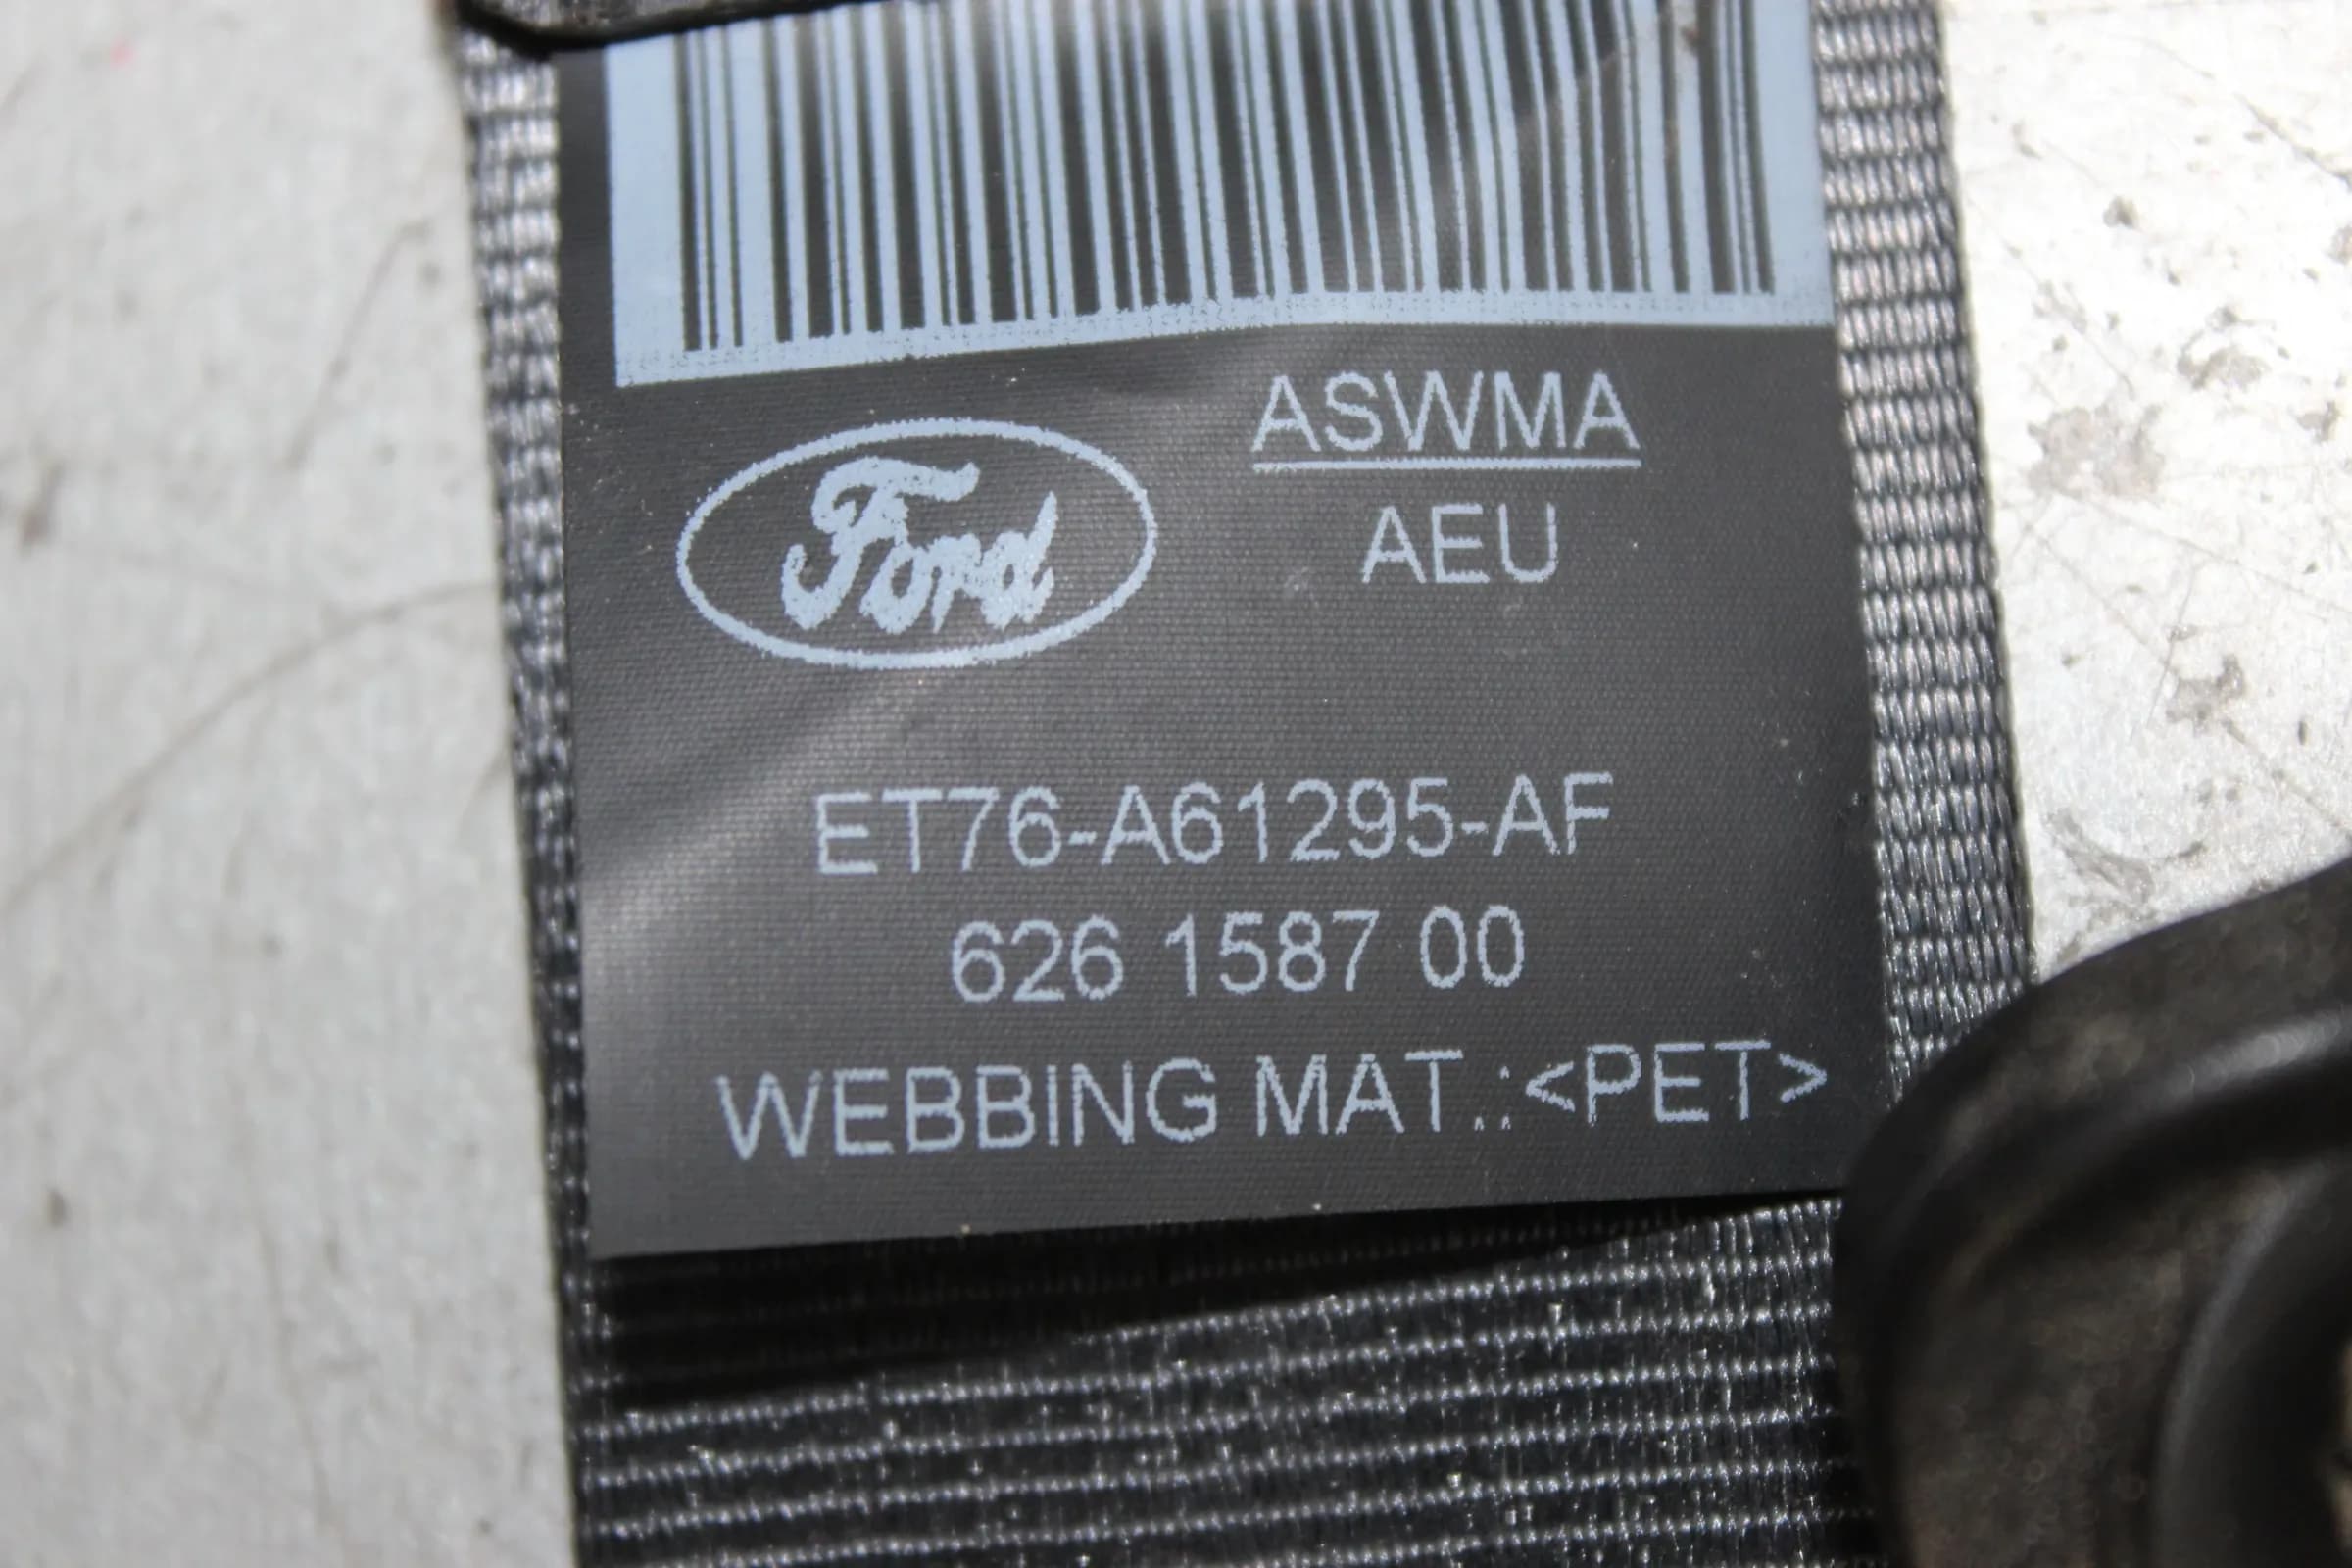 ASWMA
Ford
AEU
ET76-A61295-AF
626 1587 00
WEBBING MAT.:<PET>